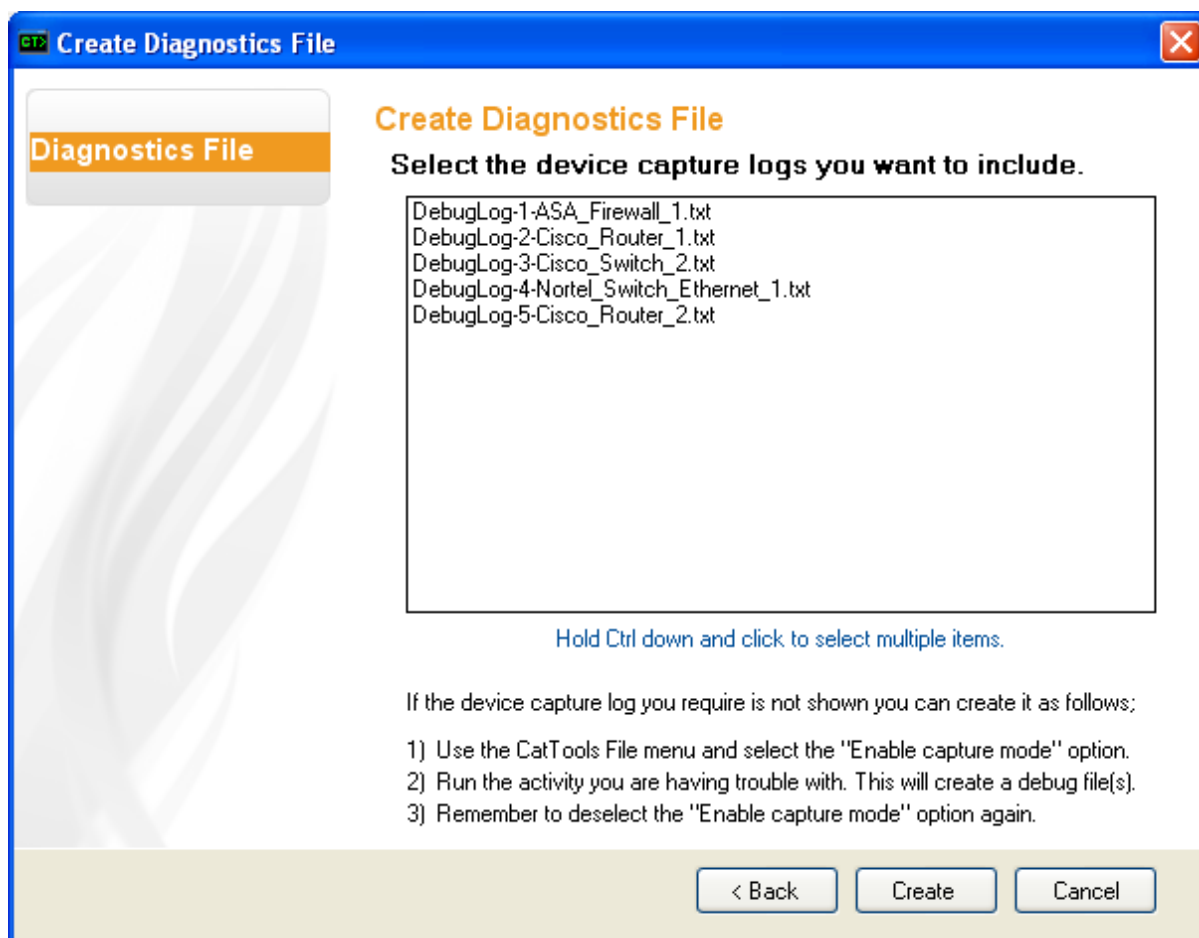 CT> Create Diagnostics File
Diagnostics File
Create Diagnostics File
Select the device capture logs you want to include.
DebugLog-1-ASA_Firewall_1.txt
DebugLog-2-Cisco_Router_1.txt
DebugLog-3-Cisco_Switch_2.txt
DebugLog-4-Nortel_Switch_Ethernet_1.txt
DebugLog-5-Cisco_Router_2.txt
Hold Ctrl down and click to select multiple items.
If the device capture log you require is not shown you can create it as follows;
1) Use the CatTools File menu and select the "Enable capture mode" option.
2) Run the activity you are having trouble with. This will create a debug file(s).
3) Remember to deselect the "Enable capture mode" option again.
< Back Create Cancel